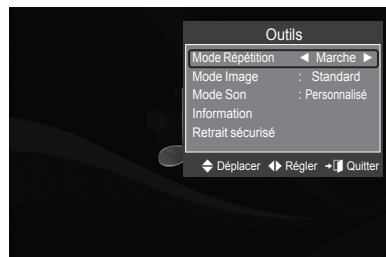 Outils
Mode Répétition ◀ Marche ▶
Mode Image : Standard
Mode Son : Personnalisé
Information
Retrait sécurisé
Déplacer Régler Quitter